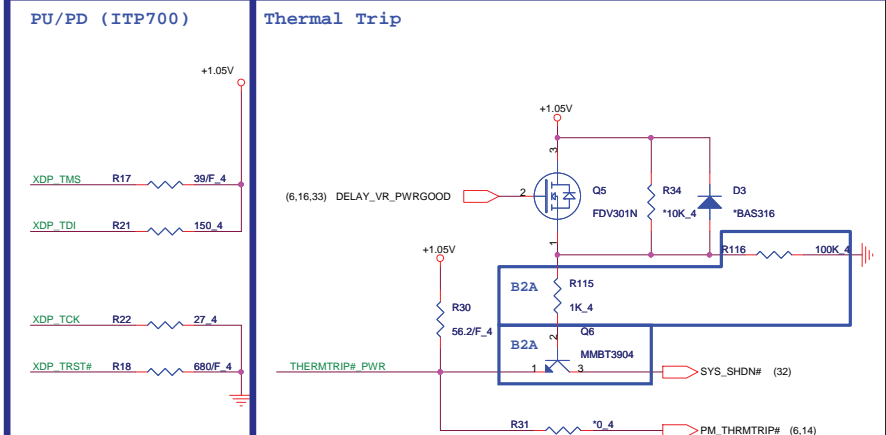 PU/PD (ITP700)
Thermal Trip
+1.05V
XDP_TMS R17 39/F_4
XDP_TDI R21 150_4
XDP_TCK R22 27_4
XDP_TRST# R18 680/F_4
+1.05V
3
(6,16,33) DELAY_VR_PWRGOOD 2
Q5
FDV301N
R34
*10K_4
D3
*BAS316
1
R116 100K_4
+1.05V
B2A
R115
1K_4
R30
56.2/F_4
B2A
2
Q6
MMBT3904
THERMTRIP#_PWR 1 3 SYS_SHDN# (32)
R31 *0_4 PM_THRMTRIP# (6,14)